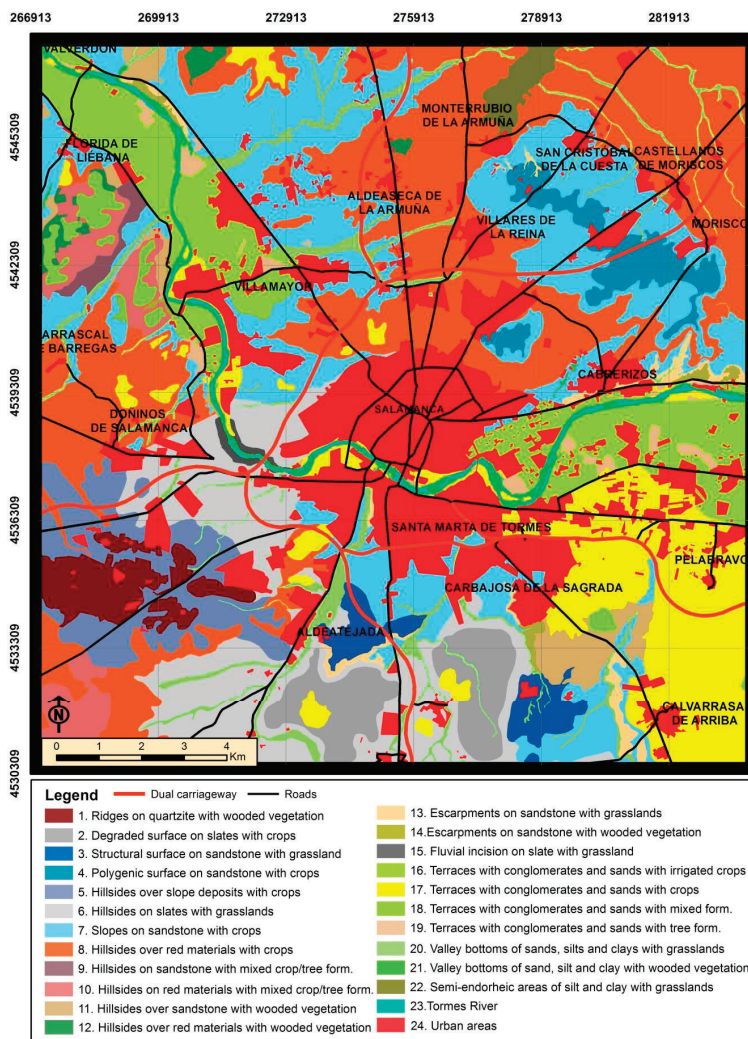 266913 269913 272913 275913 278913 281913
4545309
4542309
4539309
4536309
4533309
4530309
VALVERDÓN
FLORIDA DE
LIÉBANA
MONTERRUBIO
DE LA ARMUÑA
SAN CRISTÓBAL
DE LA CUESTA
CASTELLANOS
DE MORISCOS
ALDEASECA DE
LA ARMUÑA
VILLARES DE
LA REINA
MORISCO
VILLAMAYOR
ARRASCAL
E BARREGAS
CABRERIZOS
DOÑINOS
DE SALAMANCA
SALAMANCA
SANTA MARTA DE TORMES
PELABRAVO
CARBAJOSA DE LA SAGRADA
ALDEATEJADA
CALVARRASA
DE ARRIBA
N
0 1 2 3 4
Km
Legend Dual carriageway Roads
1. Ridges on quartzite with wooded vegetation
2. Degraded surface on slates with crops
3. Structural surface on sandstone with grassland
4. Polygenic surface on sandstone with crops
5. Hillsides over slope deposits with crops
6. Hillsides on slates with grasslands
7. Slopes on sandstone with crops
8. Hillsides over red materials with crops
9. Hillsides on sandstone with mixed crop/tree form.
10. Hillsides on red materials with mixed crop/tree form.
11. Hillsides over sandstone with wooded vegetation
12. Hillsides over red materials with wooded vegetation
13. Escarpments on sandstone with grasslands
14.Escarpments on sandstone with wooded vegetation
15. Fluvial incision on slate with grassland
16. Terraces with conglomerates and sands with irrigated crops
17. Terraces with conglomerates and sands with crops
18. Terraces with conglomerates and sands with mixed form.
19. Terraces with conglomerates and sands with tree form.
20. Valley bottoms of sands, silts and clays with grasslands
21. Valley bottoms of sand, silt and clay with wooded vegetation
22. Semi-endorheic areas of silt and clay with grasslands
23.Tormes River
24. Urban areas